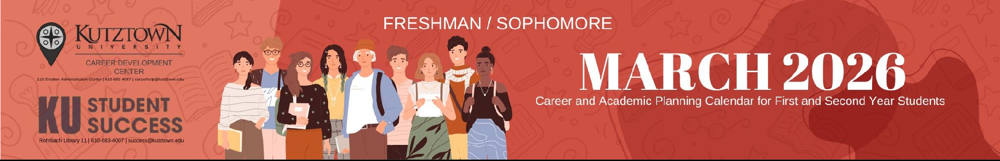 KUTZTOWN
UNIVERSITY
CAREER DEVELOPMENT
CENTER
113 Stratton Administration Center | 610-683-4067 | careerhelp@kutztown.edu
KU STUDENT
SUCCESS
Rohrbach Library 11 | 610-683-4007 | success@kutztown.edu
FRESHMAN / SOPHOMORE
MARCH 2026
Career and Academic Planning Calendar for First and Second Year Students